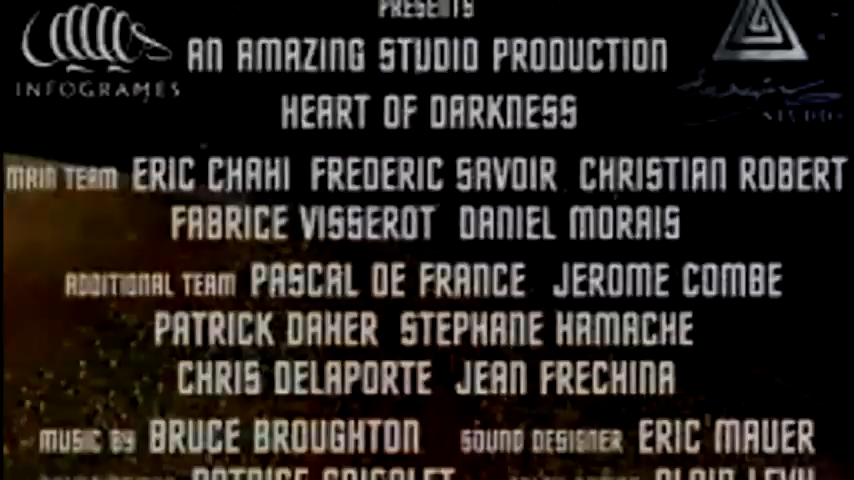 PRESENTS
INFOGRAMES
AN AMAZING STUDIO PRODUCTION
STUDIO
HEART OF DARKNESS
MAIN TEAM ERIC CHAHI FREDERIC SAVOIR CHRISTIAN ROBERT
FABRICE VISSEROT DANIEL MORAIS
ADDITIONAL TEAM PASCAL DE FRANCE JEROME COMBE
PATRICK DAHER STEPHANE HAMACHE
CHRIS DELAPORTE JEAN FRECHINA
MUSIC BY BRUCE BROUGHTON SOUND DESIGNER ERIC MAUER